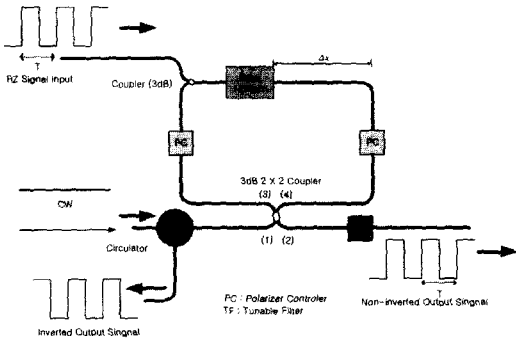 T
RZ Signal input
Coupler (3dB)
Δx
PC
PC
3dB 2 X 2 Coupler
(3) (4)
CW
Circulator
(1) (2)
T
Inverted Output Singnal
PC : Polarizer Controler
TF : Tunable Filter
Non-inverted Output Singnal